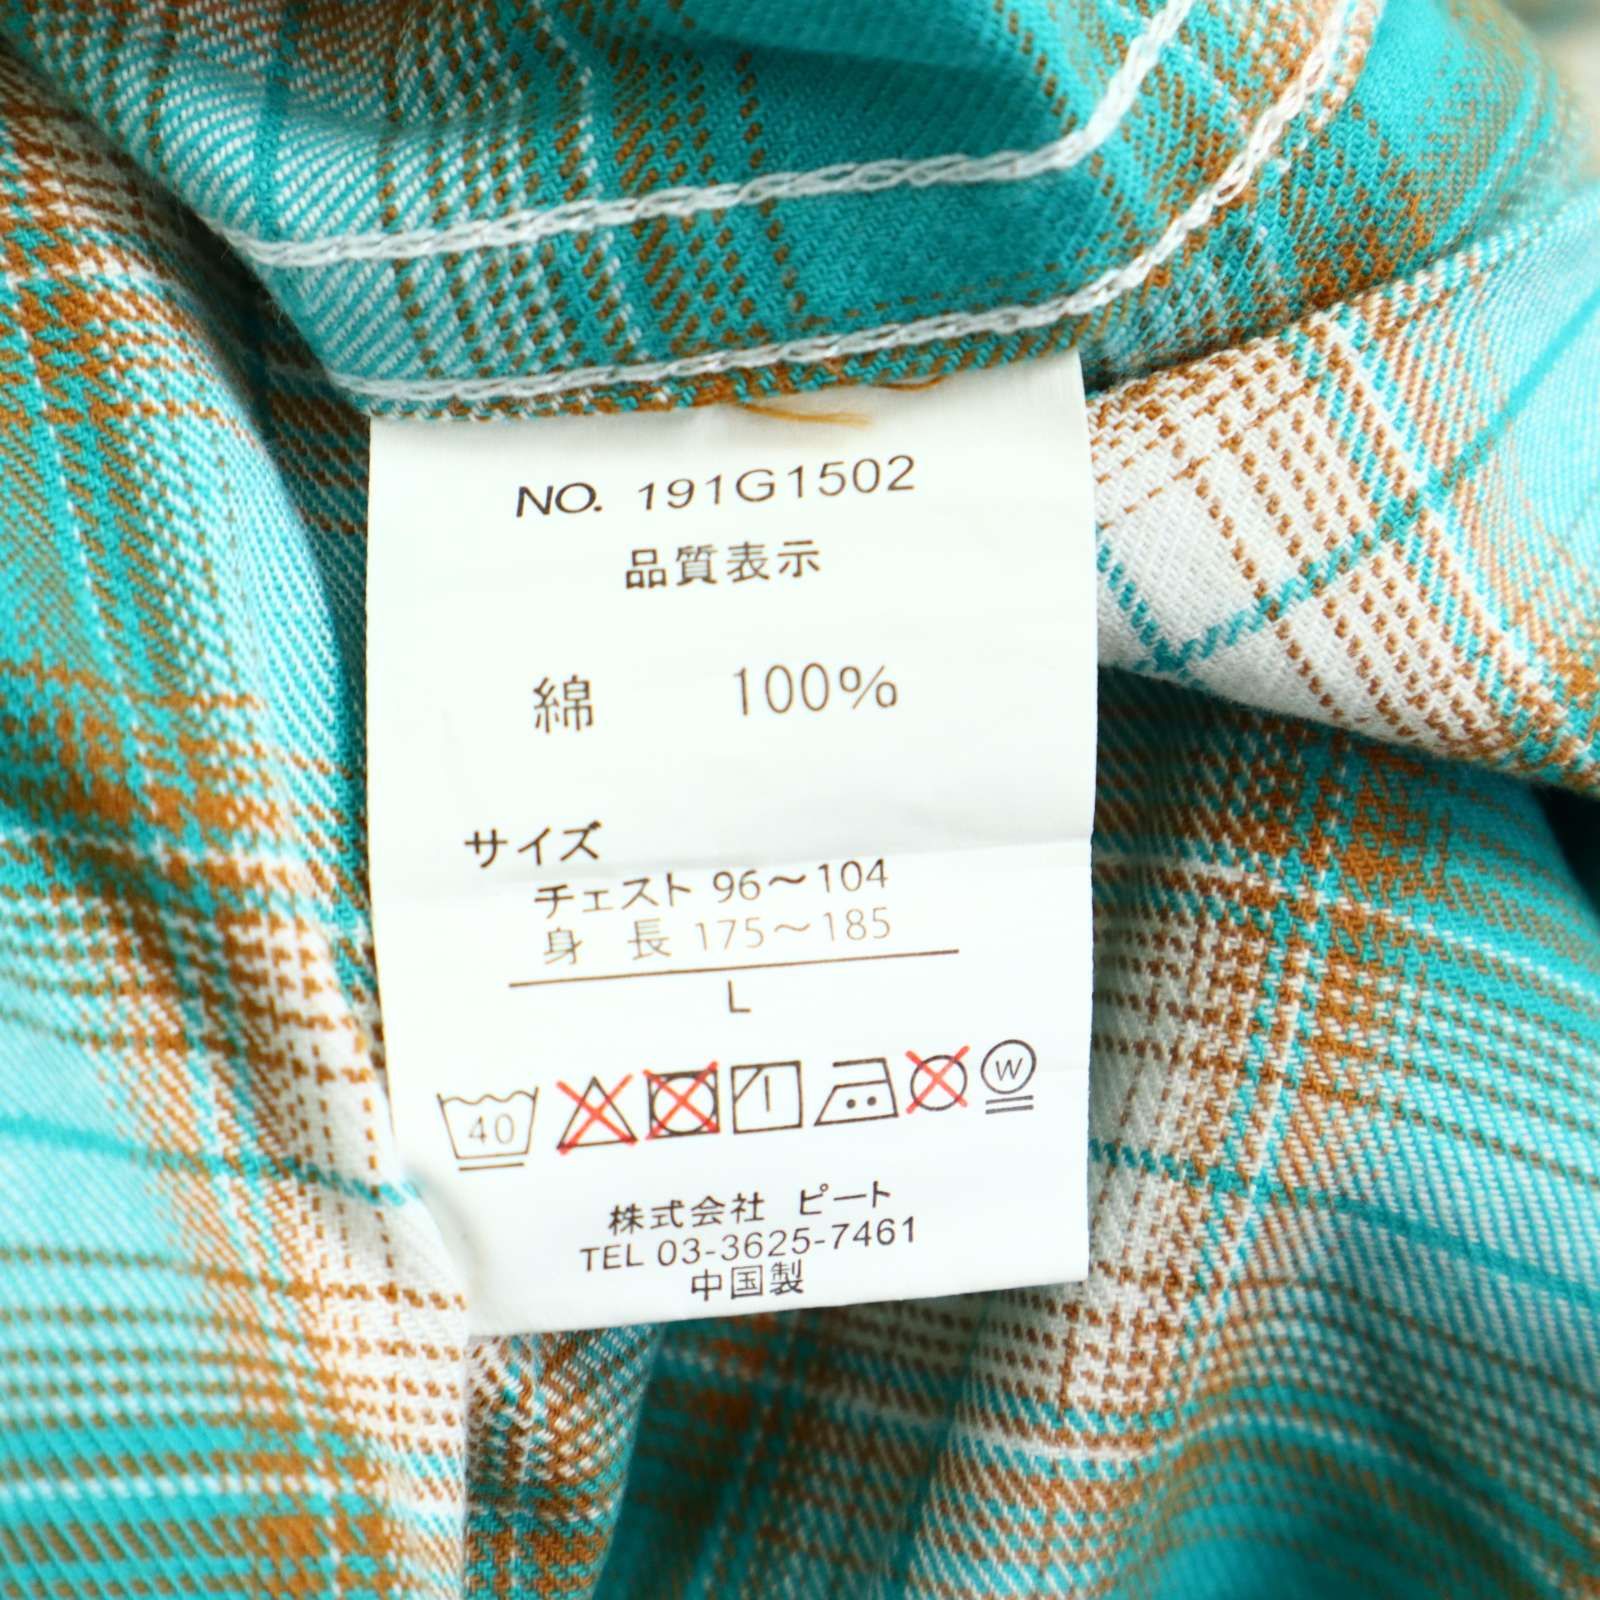 NO. 191G1502
品質表示
綿 100%
サイズ
チェスト 96～104
身 長 175～185
L
40 W
株式会社 ピート
TEL 03-3625-7461
中国製